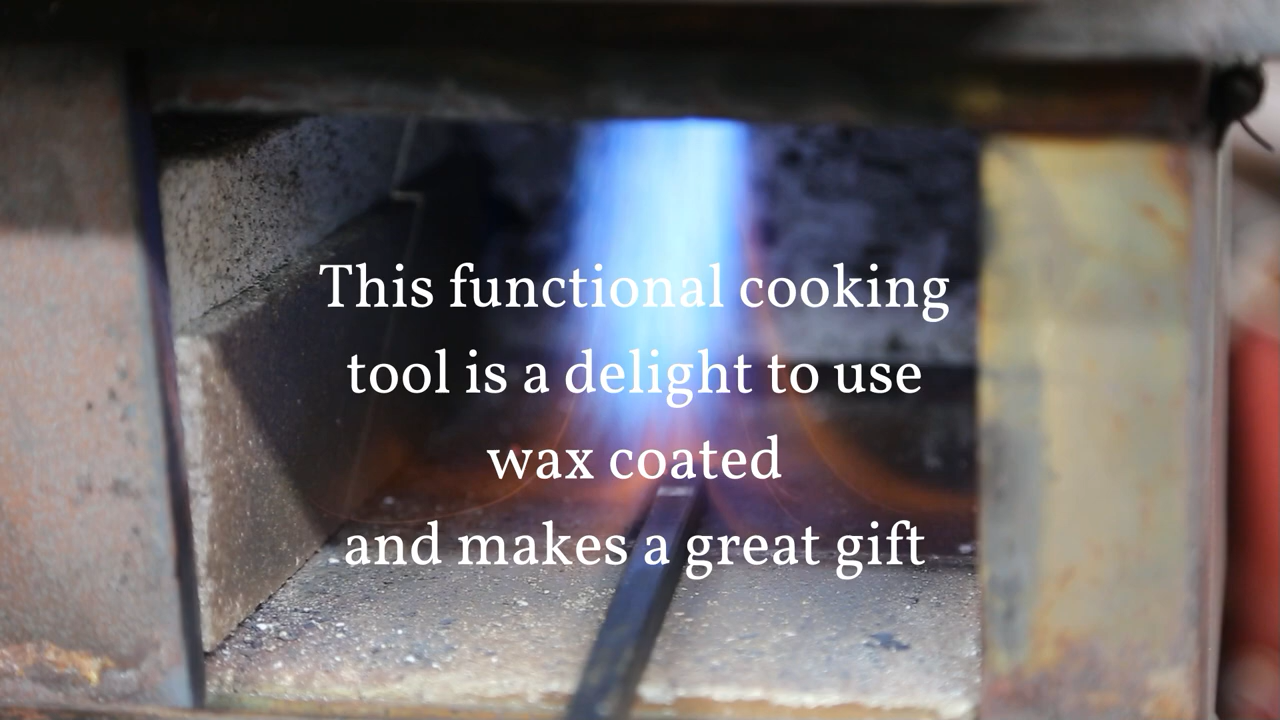 This functional cooking
tool is a delight to use
wax coated
and makes a great gift